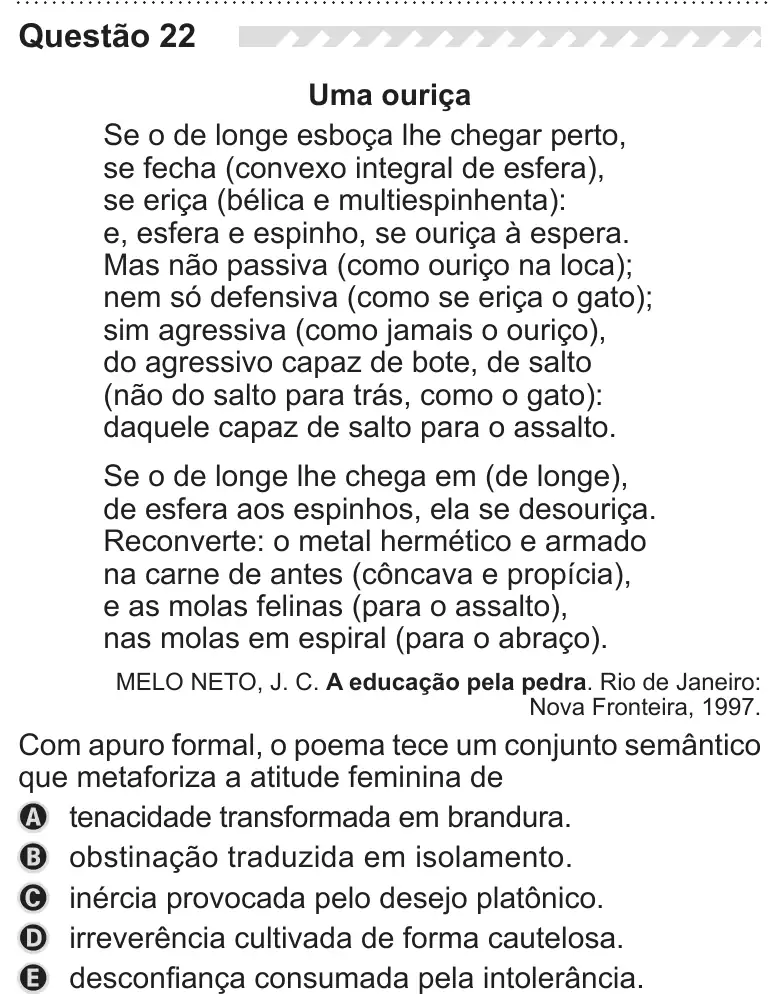 Questão 22
Uma ouriça
Se o de longe esboça lhe chegar perto,
se fecha (convexo integral de esfera),
se eriça (bélica e multiespinhenta):
e, esfera e espinho, se ouriça à espera.
Mas não passiva (como ouriço na loca);
nem só defensiva (como se eriça o gato);
sim agressiva (como jamais o ouriço),
do agressivo capaz de bote, de salto
(não do salto para trás, como o gato):
daquele capaz de salto para o assalto.
Se o de longe lhe chega em (de longe),
de esfera aos espinhos, ela se desouriça.
Reconverte: o metal hermético e armado
na carne de antes (côncava e propícia),
e as molas felinas (para o assalto),
nas molas em espiral (para o abraço).
MELO NETO, J. C. A educação pela pedra. Rio de Janeiro:
Nova Fronteira, 1997.
Com apuro formal, o poema tece um conjunto semântico
que metaforiza a atitude feminina de
A tenacidade transformada em brandura.
B obstinação traduzida em isolamento.
C inércia provocada pelo desejo platônico.
D irreverência cultivada de forma cautelosa.
E desconfiança consumada pela intolerância.